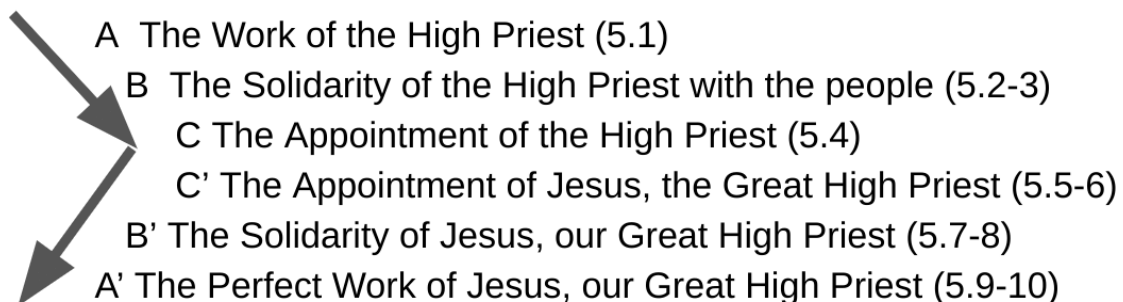 A The Work of the High Priest (5.1)
B The Solidarity of the High Priest with the people (5.2-3)
C The Appointment of the High Priest (5.4)
C’ The Appointment of Jesus, the Great High Priest (5.5-6)
B’ The Solidarity of Jesus, our Great High Priest (5.7-8)
A’ The Perfect Work of Jesus, our Great High Priest (5.9-10)